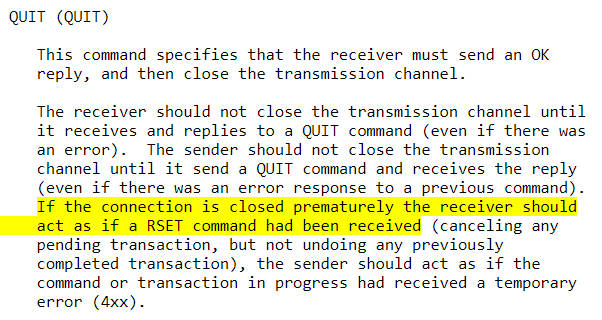 QUIT (QUIT)
This command specifies that the receiver must send an OK
reply, and then close the transmission channel.
The receiver should not close the transmission channel until
it receives and replies to a QUIT command (even if there was
an error).  The sender should not close the transmission
channel until it send a QUIT command and receives the reply
(even if there was an error response to a previous command).
If the connection is closed prematurely the receiver should
act as if a RSET command had been received (canceling any
pending transaction, but not undoing any previously
completed transaction), the sender should act as if the
command or transaction in progress had received a temporary
error (4xx).